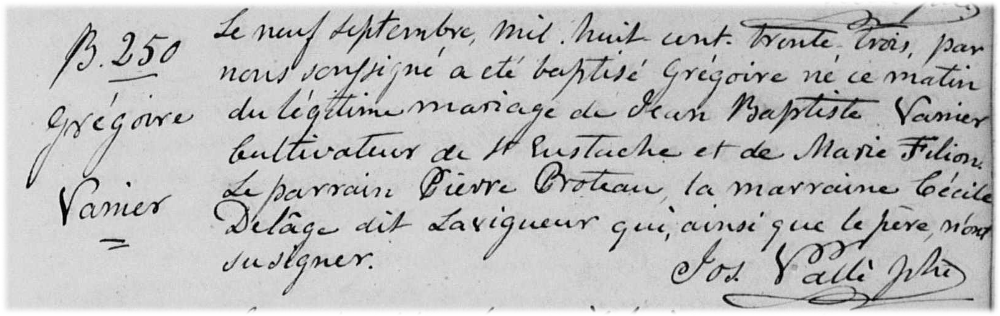 B. 250
Grégoire
Vanier
Le neuf septembre, mil. huit cent. trente-trois, par
nous soussigné a été baptisé Grégoire né ce matin
du légitime mariage de Jean Baptiste Vanier
Cultivateur de St Eustache et de Marie Filion.
Le parrain Pierre Proteau, la marraine Cécile
Delâge dit Lavigueur qui, ainsi que le père, n'ont
su signer.
Jos. Vallé ptre